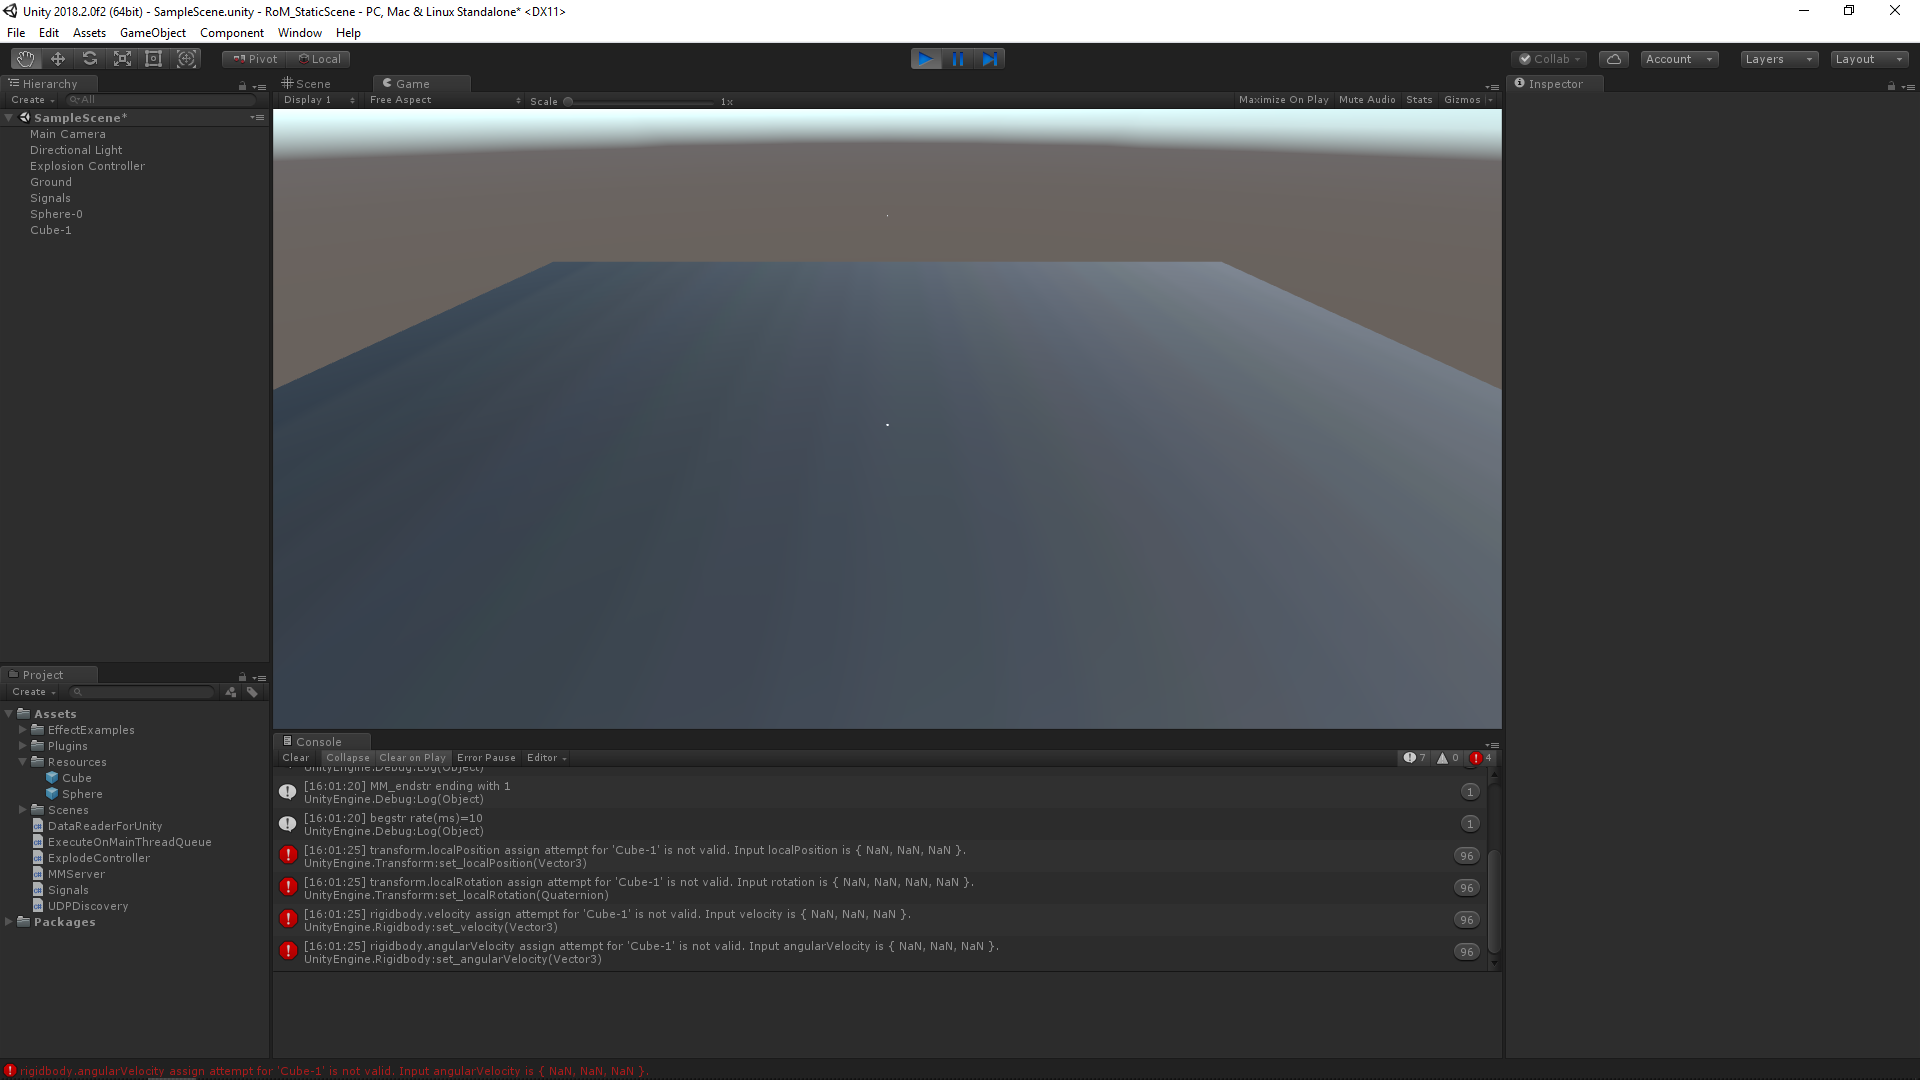 Unity 2018.2.0f2 (64bit) - SampleScene.unity - RoM_StaticScene - PC, Mac & Linux Standalone* <DX11>
File Edit Assets GameObject Component Window Help
Pivot Local
Collab Account Layers Layout
Hierarchy
Create All
SampleScene*
Main Camera
Directional Light
Explosion Controller
Ground
Signals
Sphere-0
Cube-1
Scene Game
Display 1 Free Aspect Scale 1x Maximize On Play Mute Audio Stats Gizmos
Inspector
Project
Create
Assets
EffectExamples
Plugins
Resources
Cube
Sphere
Scenes
DataReaderForUnity
ExecuteOnMainThreadQueue
ExplodeController
MMServer
Signals
UDPDiscovery
Packages
Console
Clear Collapse Clear on Play Error Pause Editor 7 0 4
UnityEngine.Debug:Log(Object)
[16:01:20] MM_endstr ending with 1
UnityEngine.Debug:Log(Object)
1
[16:01:20] begstr rate(ms)=10
UnityEngine.Debug:Log(Object)
1
[16:01:25] transform.localPosition assign attempt for 'Cube-1' is not valid. Input localPosition is { NaN, NaN, NaN }.
UnityEngine.Transform:set_localPosition(Vector3)
96
[16:01:25] transform.localRotation assign attempt for 'Cube-1' is not valid. Input rotation is { NaN, NaN, NaN, NaN }.
UnityEngine.Transform:set_localRotation(Quaternion)
96
[16:01:25] rigidbody.velocity assign attempt for 'Cube-1' is not valid. Input velocity is { NaN, NaN, NaN }.
UnityEngine.Rigidbody:set_velocity(Vector3)
96
[16:01:25] rigidbody.angularVelocity assign attempt for 'Cube-1' is not valid. Input angularVelocity is { NaN, NaN, NaN }.
UnityEngine.Rigidbody:set_angularVelocity(Vector3)
96
rigidbody.angularVelocity assign attempt for 'Cube-1' is not valid. Input angularVelocity is { NaN, NaN, NaN }.